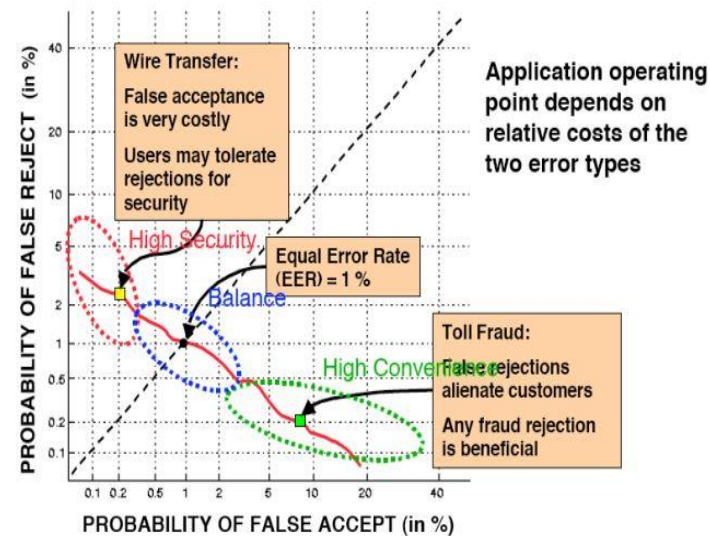 Wire Transfer:
False acceptance
is very costly
Users may tolerate
rejections for
security
Application operating
point depends on
relative costs of the
two error types
High Security
Equal Error Rate
(EER) = 1 %
Balance
Toll Fraud:
False rejections
alienate customers
Any fraud rejection
is beneficial
High Convenience
PROBABILITY OF FALSE REJECT (in %)
40
20
10
5
2
1
0.5
0.2
0.1
0.1 0.2 0.5 1 2 5 10 20 40
PROBABILITY OF FALSE ACCEPT (in %)